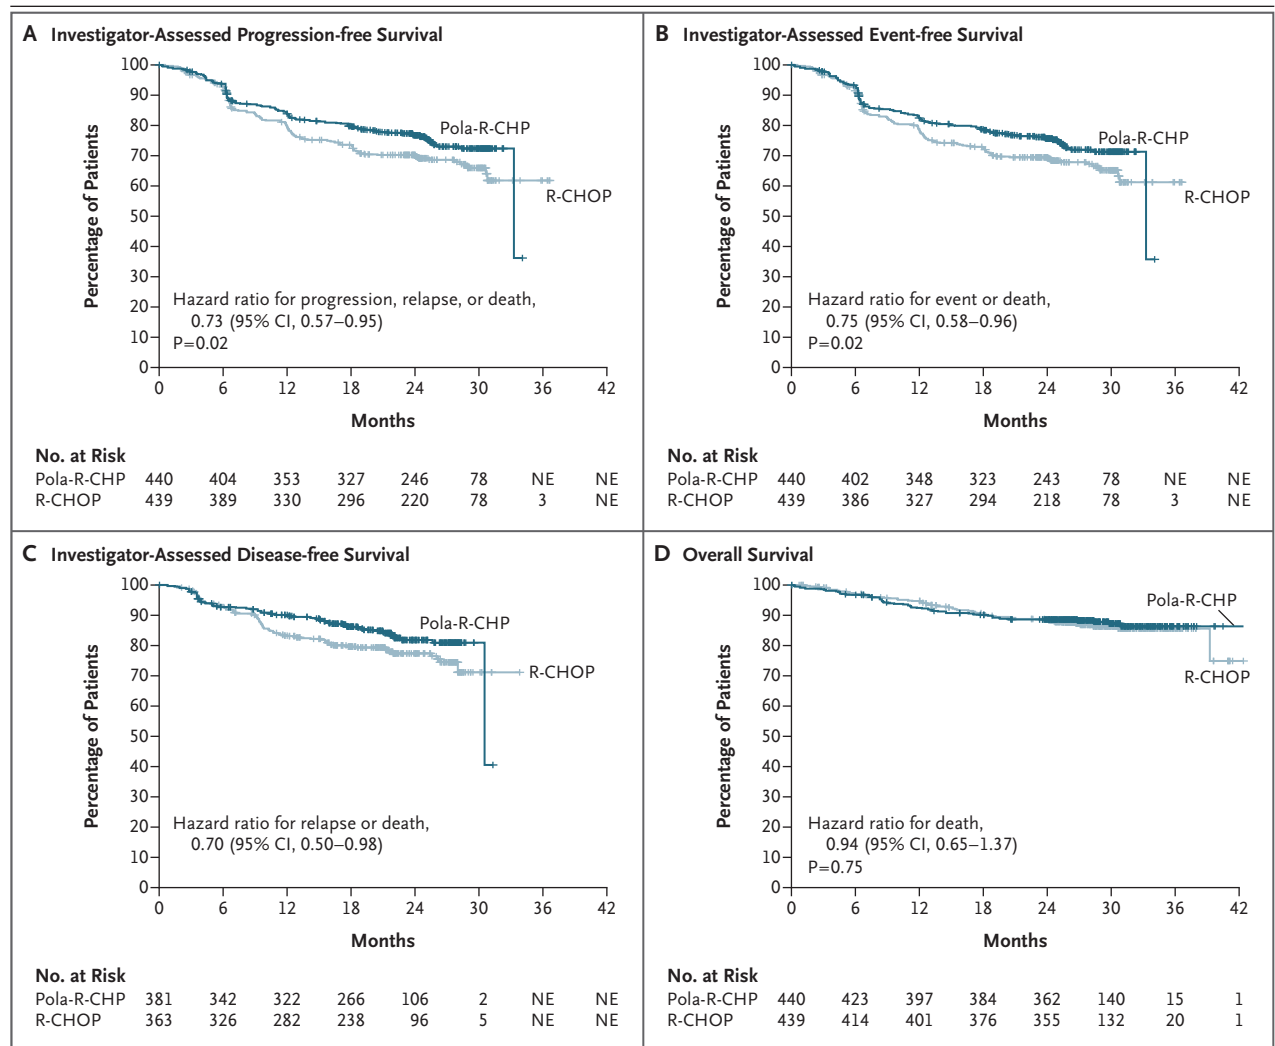 A Investigator-Assessed Progression-free Survival
Percentage of Patients
100
90
80
70
60
50
40
30
20
10
0
Pola-R-CHP
R-CHOP
Hazard ratio for progression, relapse, or death,
0.73 (95% CI, 0.57–0.95)
P=0.02
0 6 12 18 24 30 36 42
Months
No. at Risk
Pola-R-CHP 440 404 353 327 246 78 NE NE
R-CHOP 439 389 330 296 220 78 3 NE
B Investigator-Assessed Event-free Survival
Percentage of Patients
100
90
80
70
60
50
40
30
20
10
0
Pola-R-CHP
R-CHOP
Hazard ratio for event or death,
0.75 (95% CI, 0.58–0.96)
P=0.02
0 6 12 18 24 30 36 42
Months
No. at Risk
Pola-R-CHP 440 402 348 323 243 78 NE NE
R-CHOP 439 386 327 294 218 78 3 NE
C Investigator-Assessed Disease-free Survival
Percentage of Patients
100
90
80
70
60
50
40
30
20
10
0
Pola-R-CHP
R-CHOP
Hazard ratio for relapse or death,
0.70 (95% CI, 0.50–0.98)
0 6 12 18 24 30 36 42
Months
No. at Risk
Pola-R-CHP 381 342 322 266 106 2 NE NE
R-CHOP 363 326 282 238 96 5 NE NE
D Overall Survival
Percentage of Patients
100
90
80
70
60
50
40
30
20
10
0
Pola-R-CHP
R-CHOP
Hazard ratio for death,
0.94 (95% CI, 0.65–1.37)
P=0.75
0 6 12 18 24 30 36 42
Months
No. at Risk
Pola-R-CHP 440 423 397 384 362 140 15 1
R-CHOP 439 414 401 376 355 132 20 1